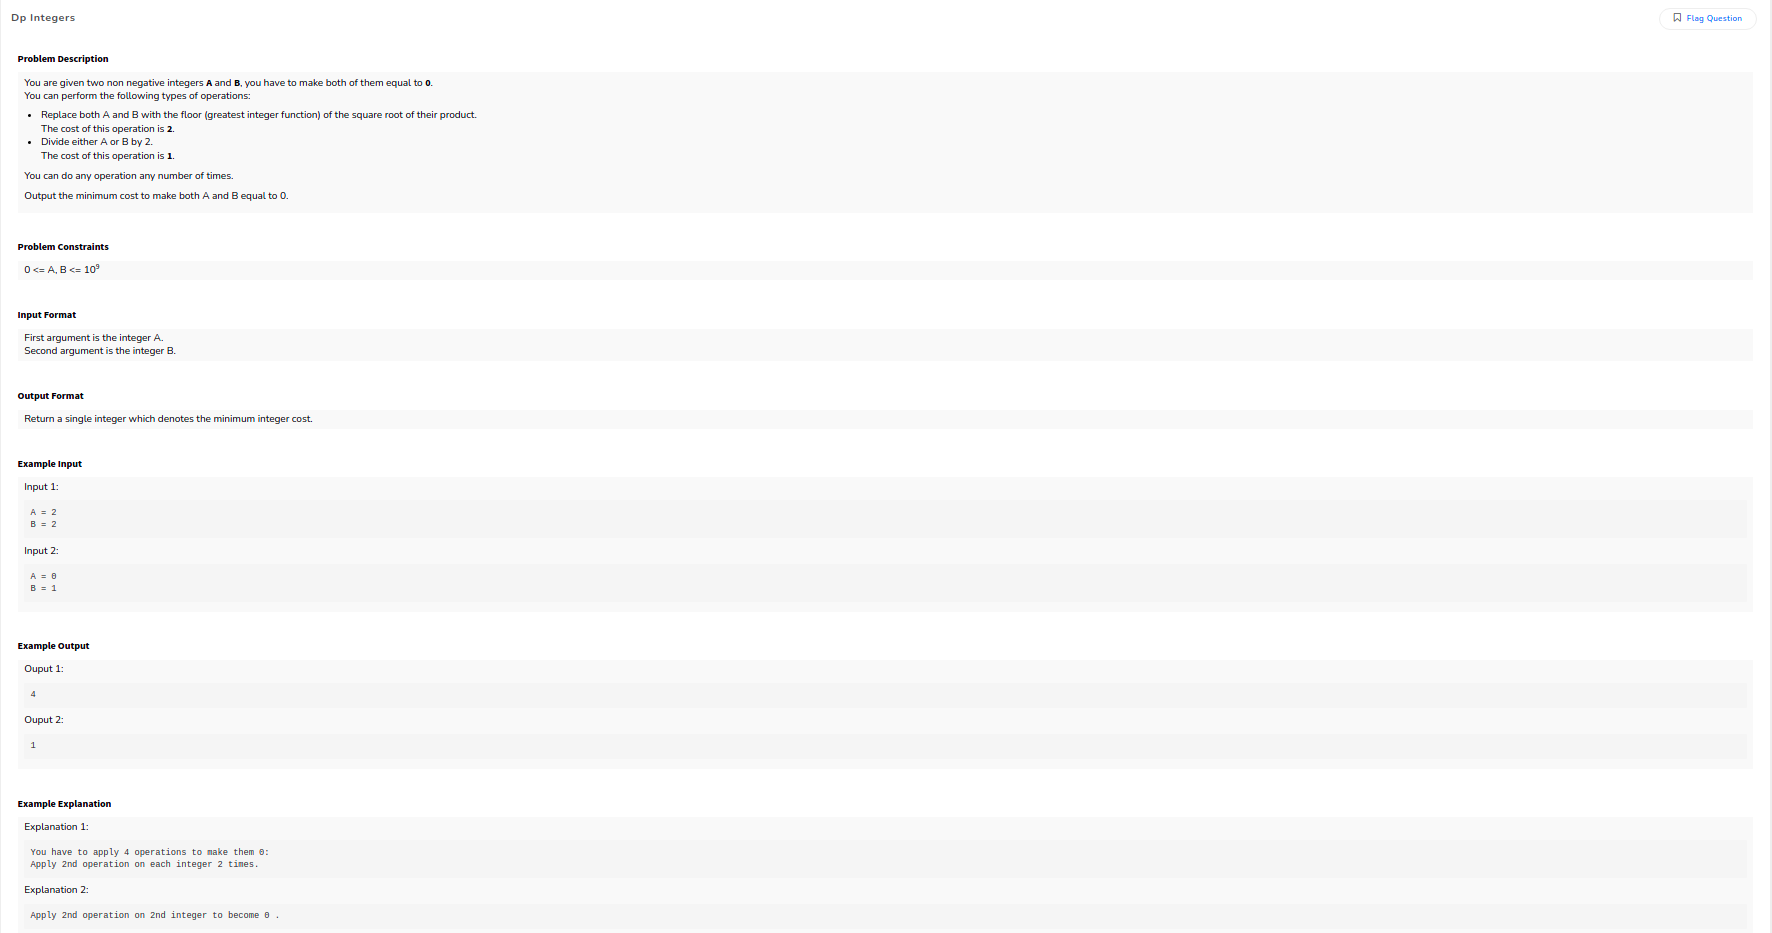 Dp Integers
Flag Question
Problem Description
You are given two non negative integers A and B, you have to make both of them equal to 0.
You can perform the following types of operations:
• Replace both A and B with the floor (greatest integer function) of the square root of their product.
The cost of this operation is 2.
• Divide either A or B by 2.
The cost of this operation is 1.
You can do any operation any number of times.
Output the minimum cost to make both A and B equal to 0.
Problem Constraints
0 <= A, B <= 10⁹
Input Format
First argument is the integer A.
Second argument is the integer B.
Output Format
Return a single integer which denotes the minimum integer cost.
Example Input
Input 1:
A = 2
B = 2
Input 2:
A = 0
B = 1
Example Output
Ouput 1:
4
Ouput 2:
1
Example Explanation
Explanation 1:
You have to apply 4 operations to make them 0:
Apply 2nd operation on each integer 2 times.
Explanation 2:
Apply 2nd operation on 2nd integer to become 0 .